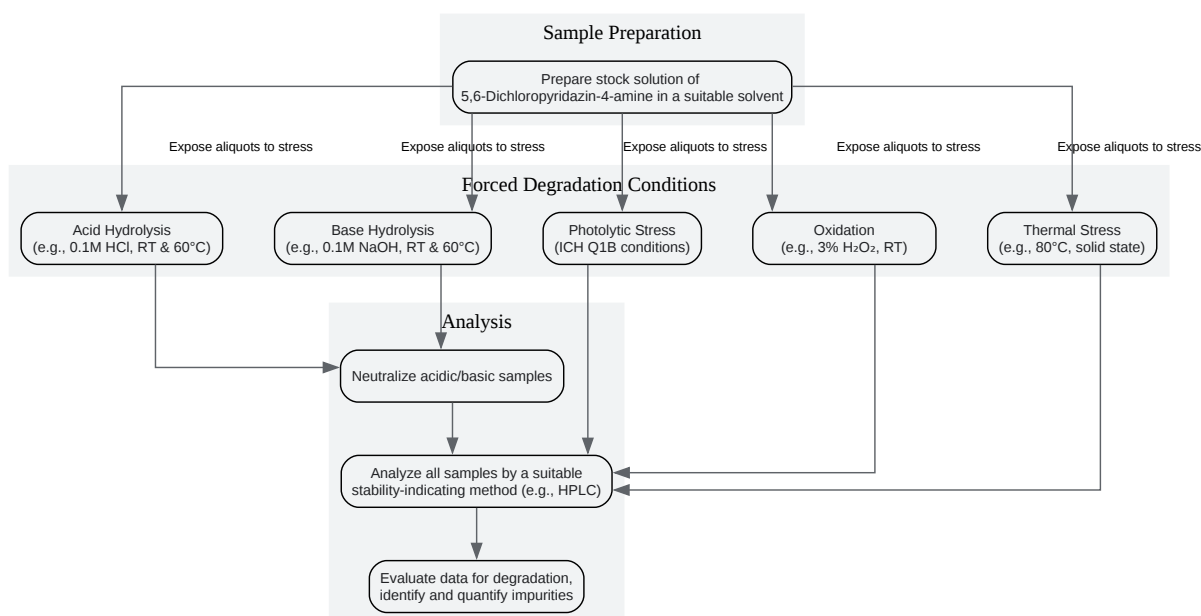 Sample Preparation
Prepare stock solution of
5,6-Dichloropyridazin-4-amine in a suitable solvent
Expose aliquots to stress
Expose aliquots to stress
Expose aliquots to stress
Expose aliquots to stress
Expose aliquots to stress
Forced Degradation Conditions
Acid Hydrolysis
(e.g., 0.1M HCl, RT & 60°C)
Base Hydrolysis
(e.g., 0.1M NaOH, RT & 60°C)
Photolytic Stress
(ICH Q1B conditions)
Oxidation
(e.g., 3% H₂O₂, RT)
Thermal Stress
(e.g., 80°C, solid state)
Analysis
Neutralize acidic/basic samples
Analyze all samples by a suitable
stability-indicating method (e.g., HPLC)
Evaluate data for degradation,
identify and quantify impurities